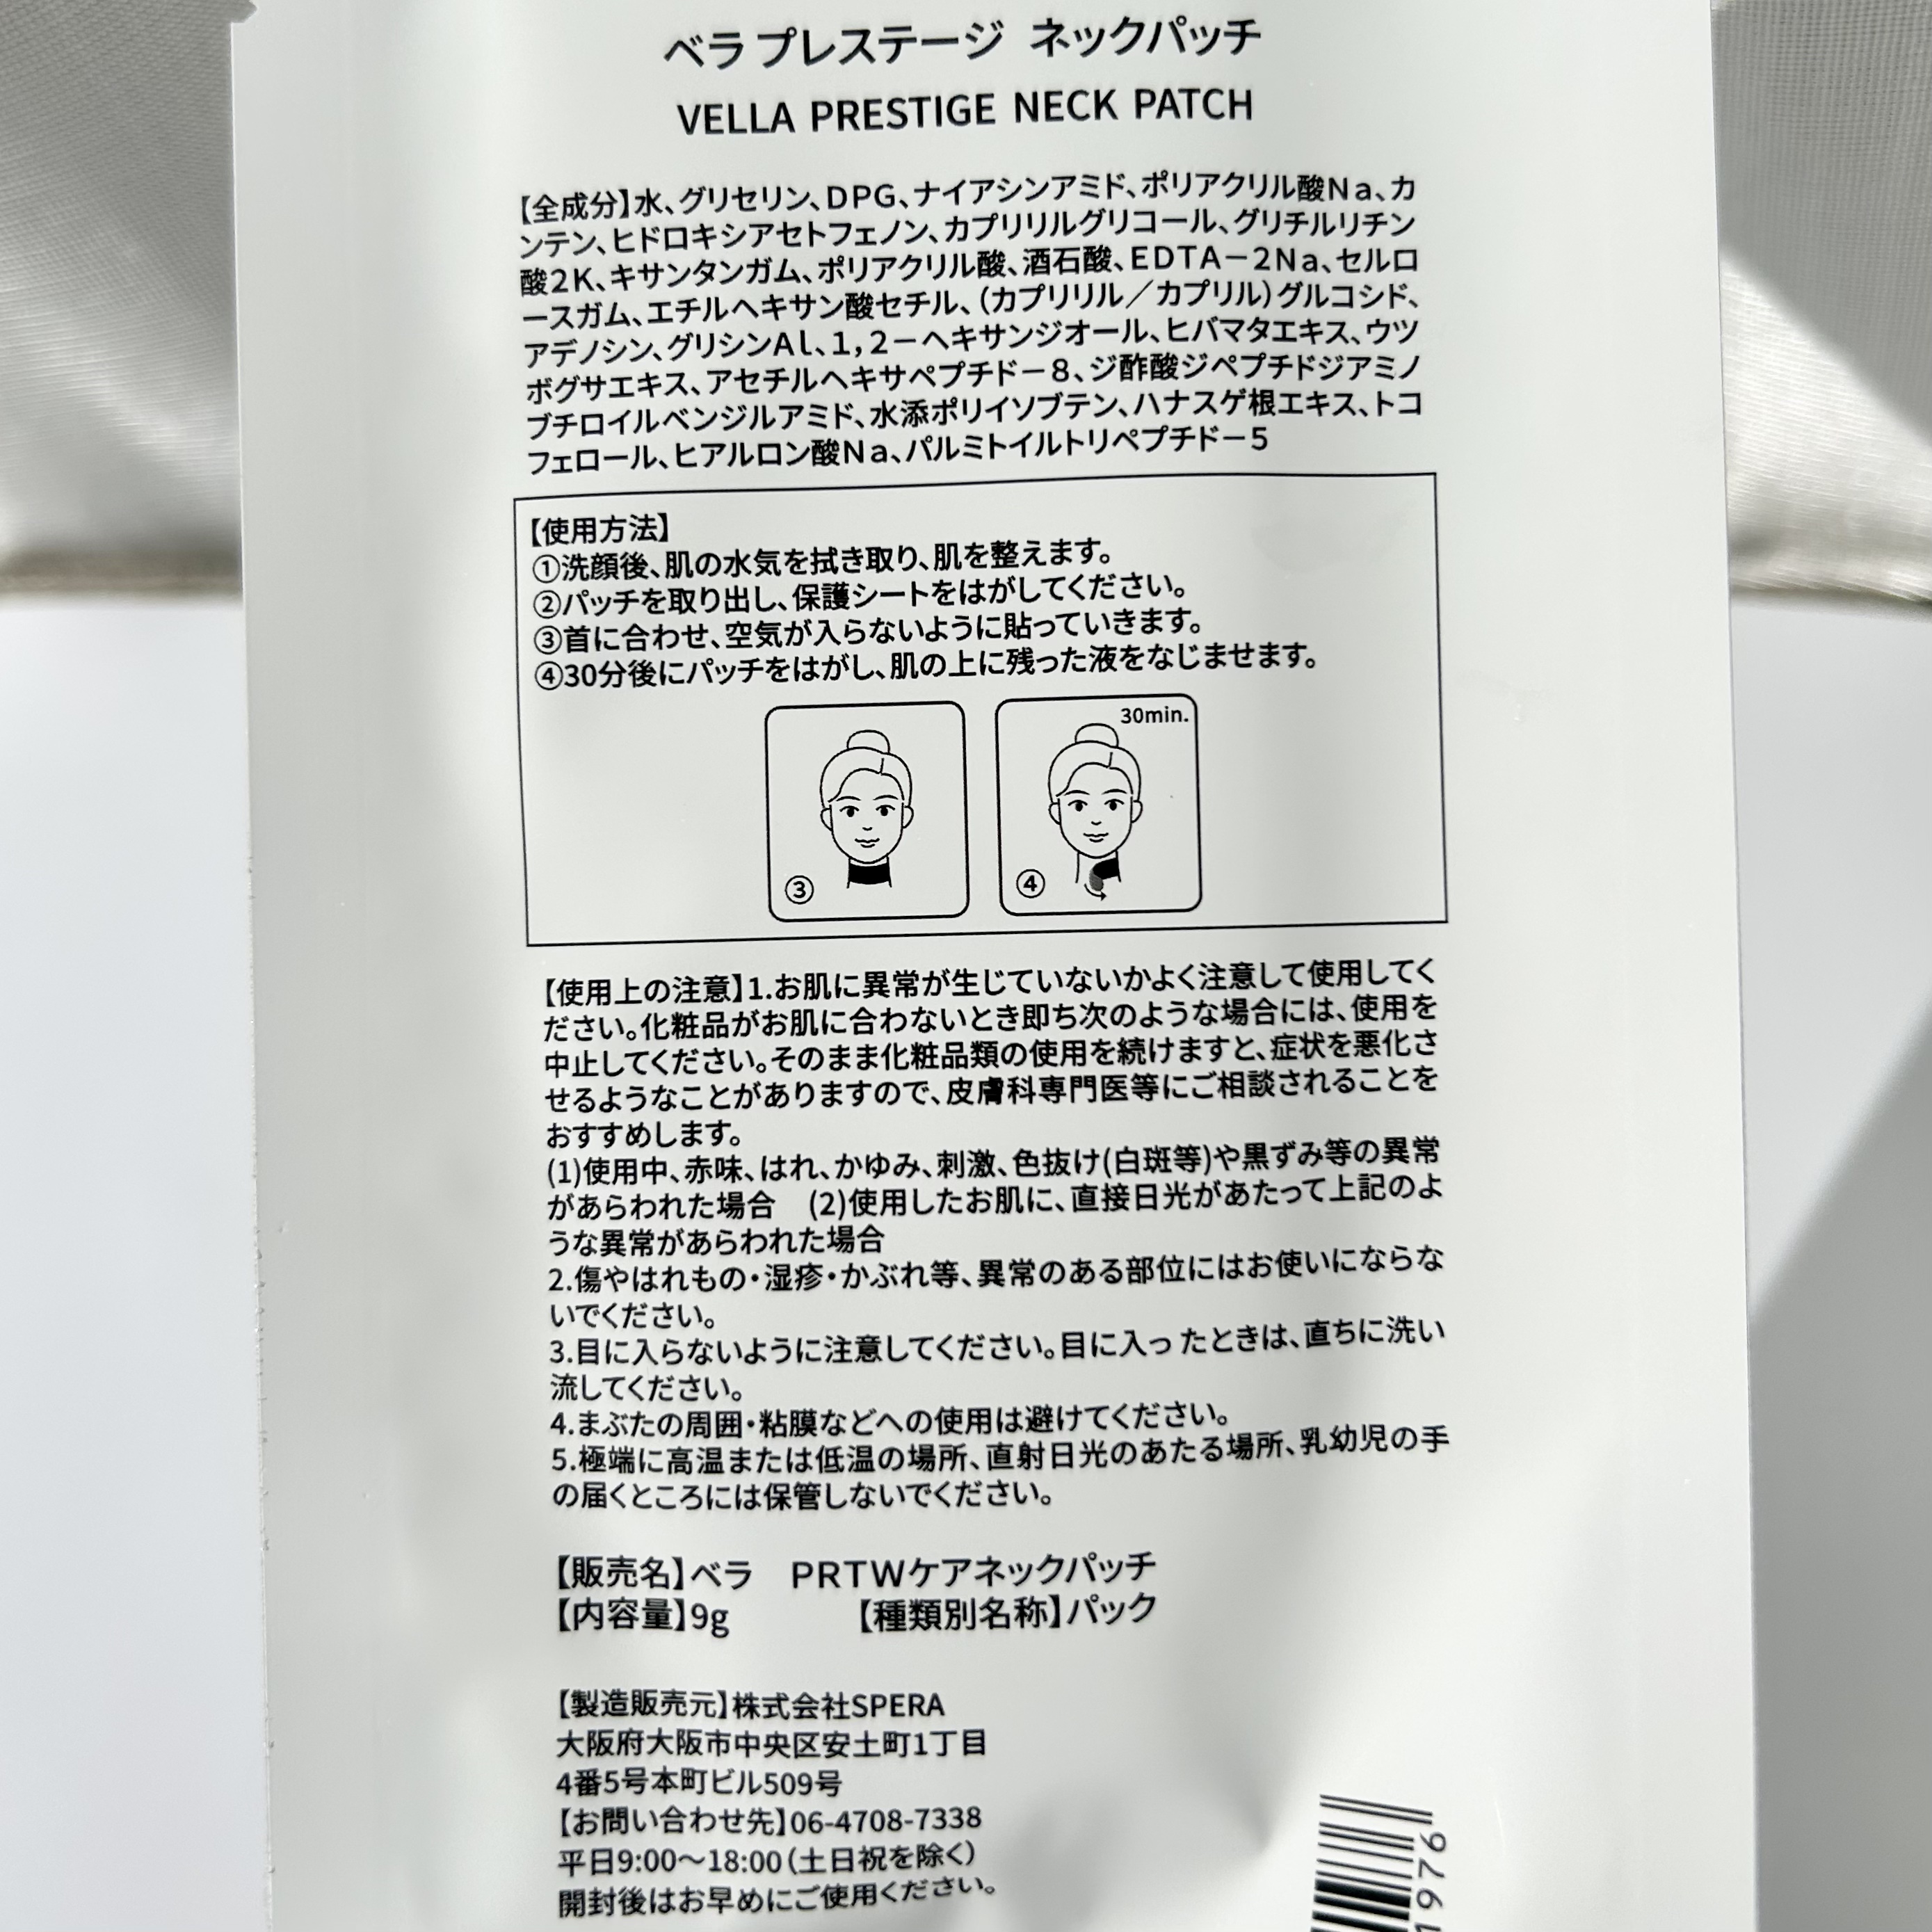 ベラ プレステージ ネックパッチ
VELLA PRESTIGE NECK PATCH
【全成分】水、グリセリン、DPG、ナイアシンアミド、ポリアクリル酸Na、カ
ンテン、ヒドロキシアセトフェノン、カプリリルグリコール、グリチルリチン
酸2K、キサンタンガム、ポリアクリル酸、酒石酸、EDTA－2Na、セルロ
ースガム、エチルヘキサン酸セチル、（カプリリル／カプリル）グルコシド、
アデノシン、グリシンAl、1，2－ヘキサンジオール、ヒバマタエキス、ウツ
ボグサエキス、アセチルヘキサペプチド－8、ジ酢酸ジペプチドジアミノ
ブチロイルベンジルアミド、水添ポリイソブテン、ハナスゲ根エキス、トコ
フェロール、ヒアルロン酸Na、パルミトイルトリペプチド－5
【使用方法】
①洗顔後、肌の水気を拭き取り、肌を整えます。
②パッチを取り出し、保護シートをはがしてください。
③首に合わせ、空気が入らないように貼っていきます。
④30分後にパッチをはがし、肌の上に残った液をなじませます。
30min.
③
④
【使用上の注意】1.お肌に異常が生じていないかよく注意して使用してく
ださい。化粧品がお肌に合わないとき即ち次のような場合には、使用を
中止してください。そのまま化粧品類の使用を続けますと、症状を悪化さ
せるようなことがありますので、皮膚科専門医等にご相談されることを
おすすめします。
(1)使用中、赤味、はれ、かゆみ、刺激、色抜け(白斑等)や黒ずみ等の異常
があらわれた場合　(2)使用したお肌に、直接日光があたって上記のよ
うな異常があらわれた場合
2.傷やはれもの・湿疹・かぶれ等、異常のある部位にはお使いにならな
いでください。
3.目に入らないように注意してください。目に入っ たときは、直ちに洗い
流してください。
4.まぶたの周囲・粘膜などへの使用は避けてください。
5.極端に高温または低温の場所、直射日光のあたる場所、乳幼児の手
の届くところには保管しないでください。
【販売名】ベラ　PRTWケアネックパッチ
【内容量】9g　【種類別名称】パック
【製造販売元】株式会社SPERA
大阪府大阪市中央区安土町1丁目
4番5号本町ビル509号
【お問い合わせ先】06-4708-7338
平日9:00～18:00（土日祝を除く）
開封後はお早めにご使用ください。